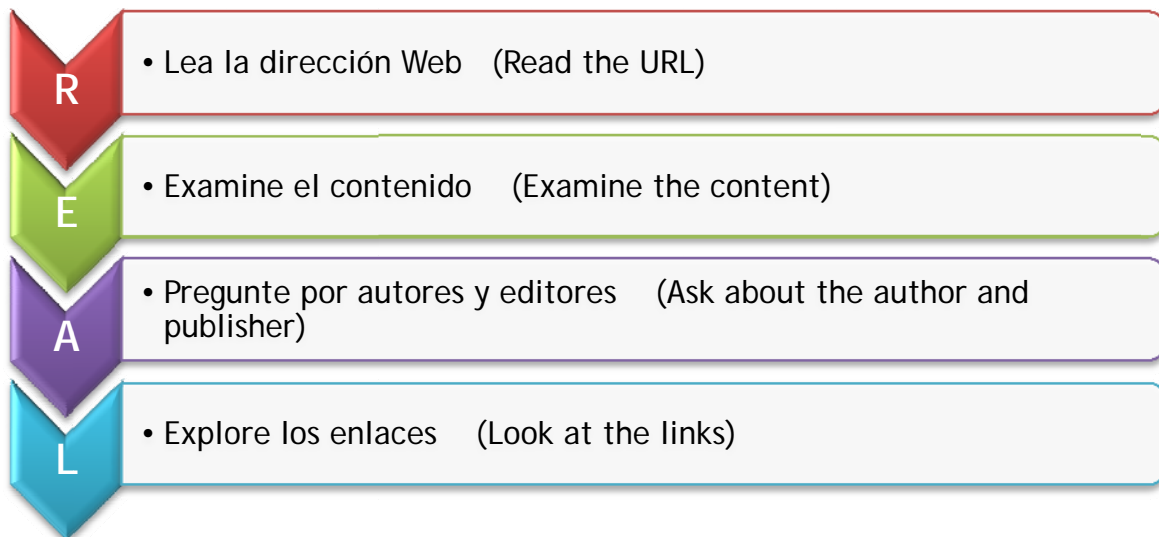 R
• Lea la dirección Web (Read the URL)
E
• Examine el contenido (Examine the content)
A
• Pregunte por autores y editores (Ask about the author and
publisher)
L
• Explore los enlaces (Look at the links)